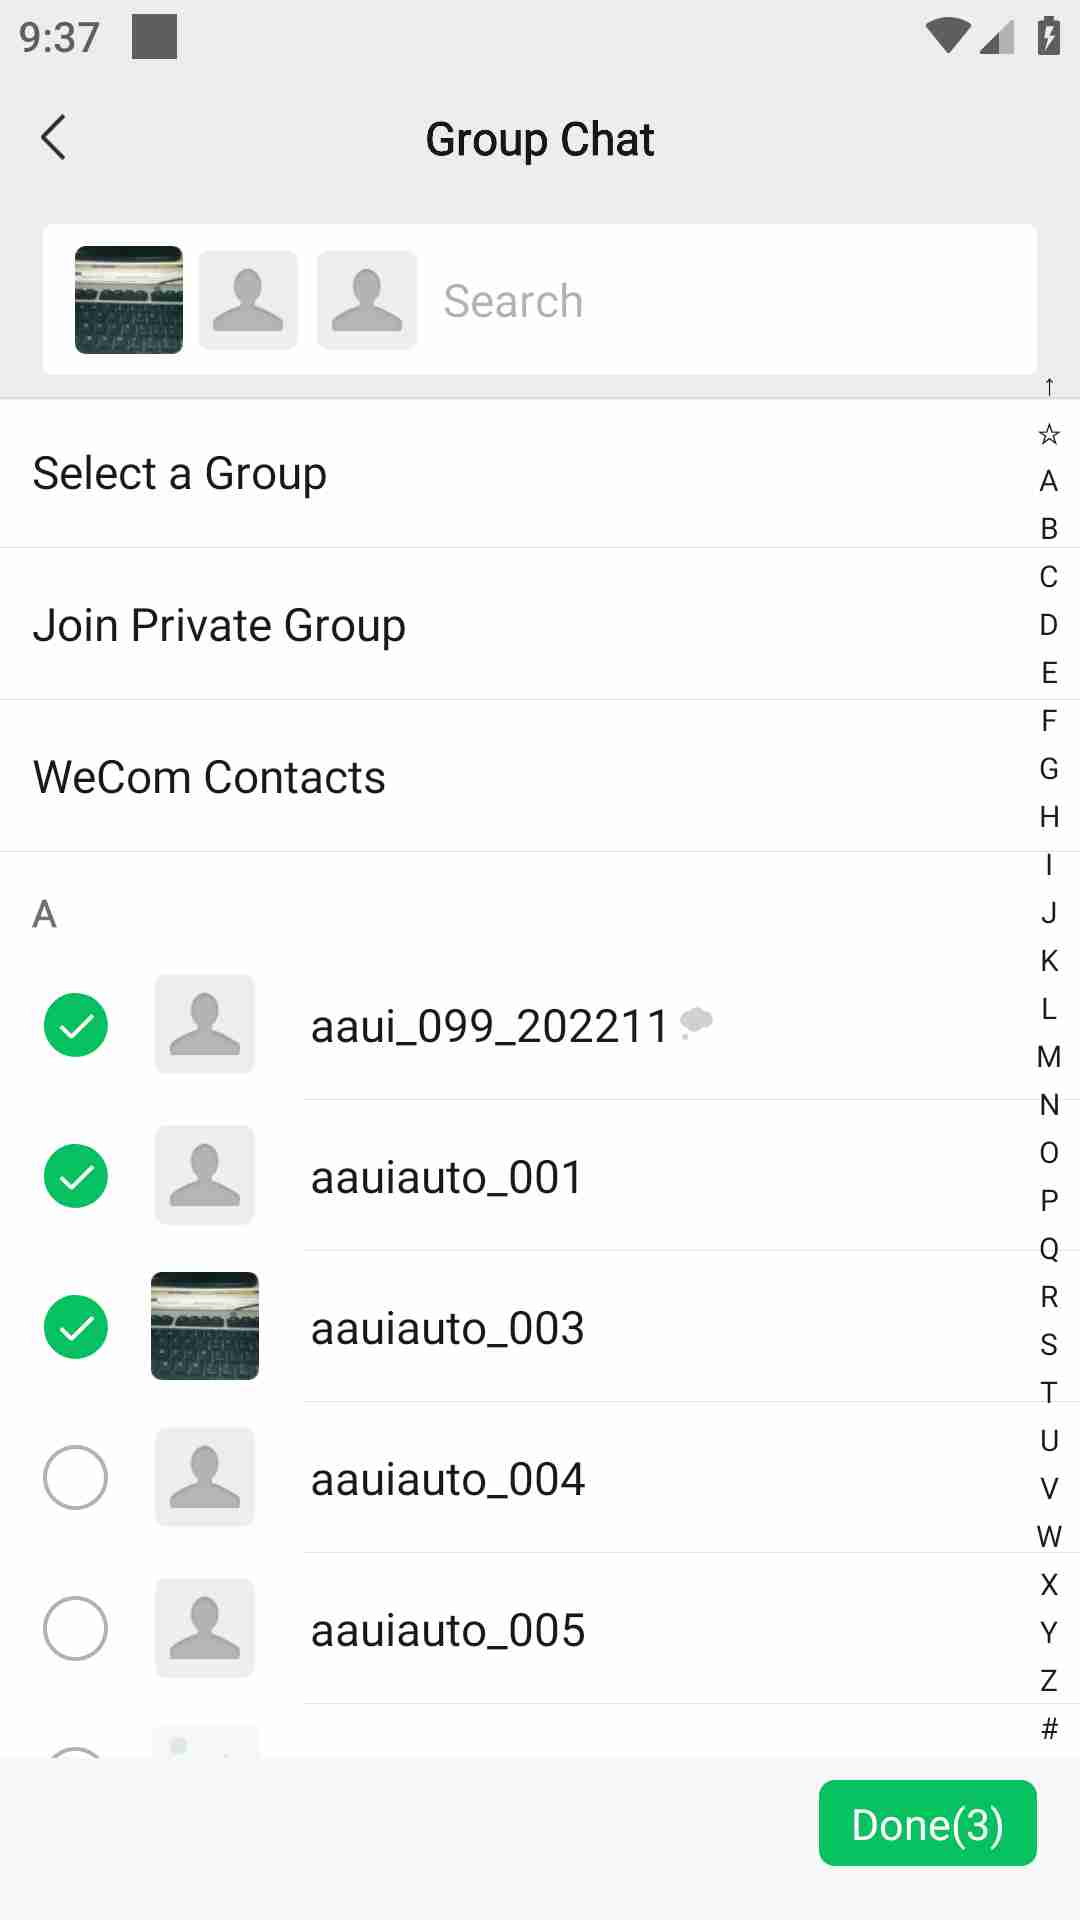 9:37
Group Chat
Search
Select a Group
Join Private Group
WeCom Contacts
A
aaui_099_202211
aauiauto_001
aauiauto_003
aauiauto_004
aauiauto_005
↑
☆
A
B
C
D
E
F
G
H
I
J
K
L
M
N
O
P
Q
R
S
T
U
V
W
X
Y
Z
#
Done(3)